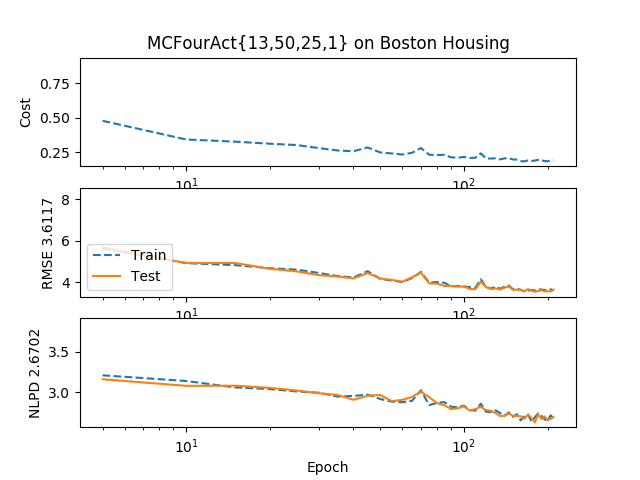 MCFourAct{13,50,25,1} on Boston Housing
Cost
0.75
0.50
0.25
10¹
10²
RMSE 3.6117
8
6
4
Train
Test
10¹
10²
NLPD 2.6702
3.5
3.0
10¹
10²
Epoch